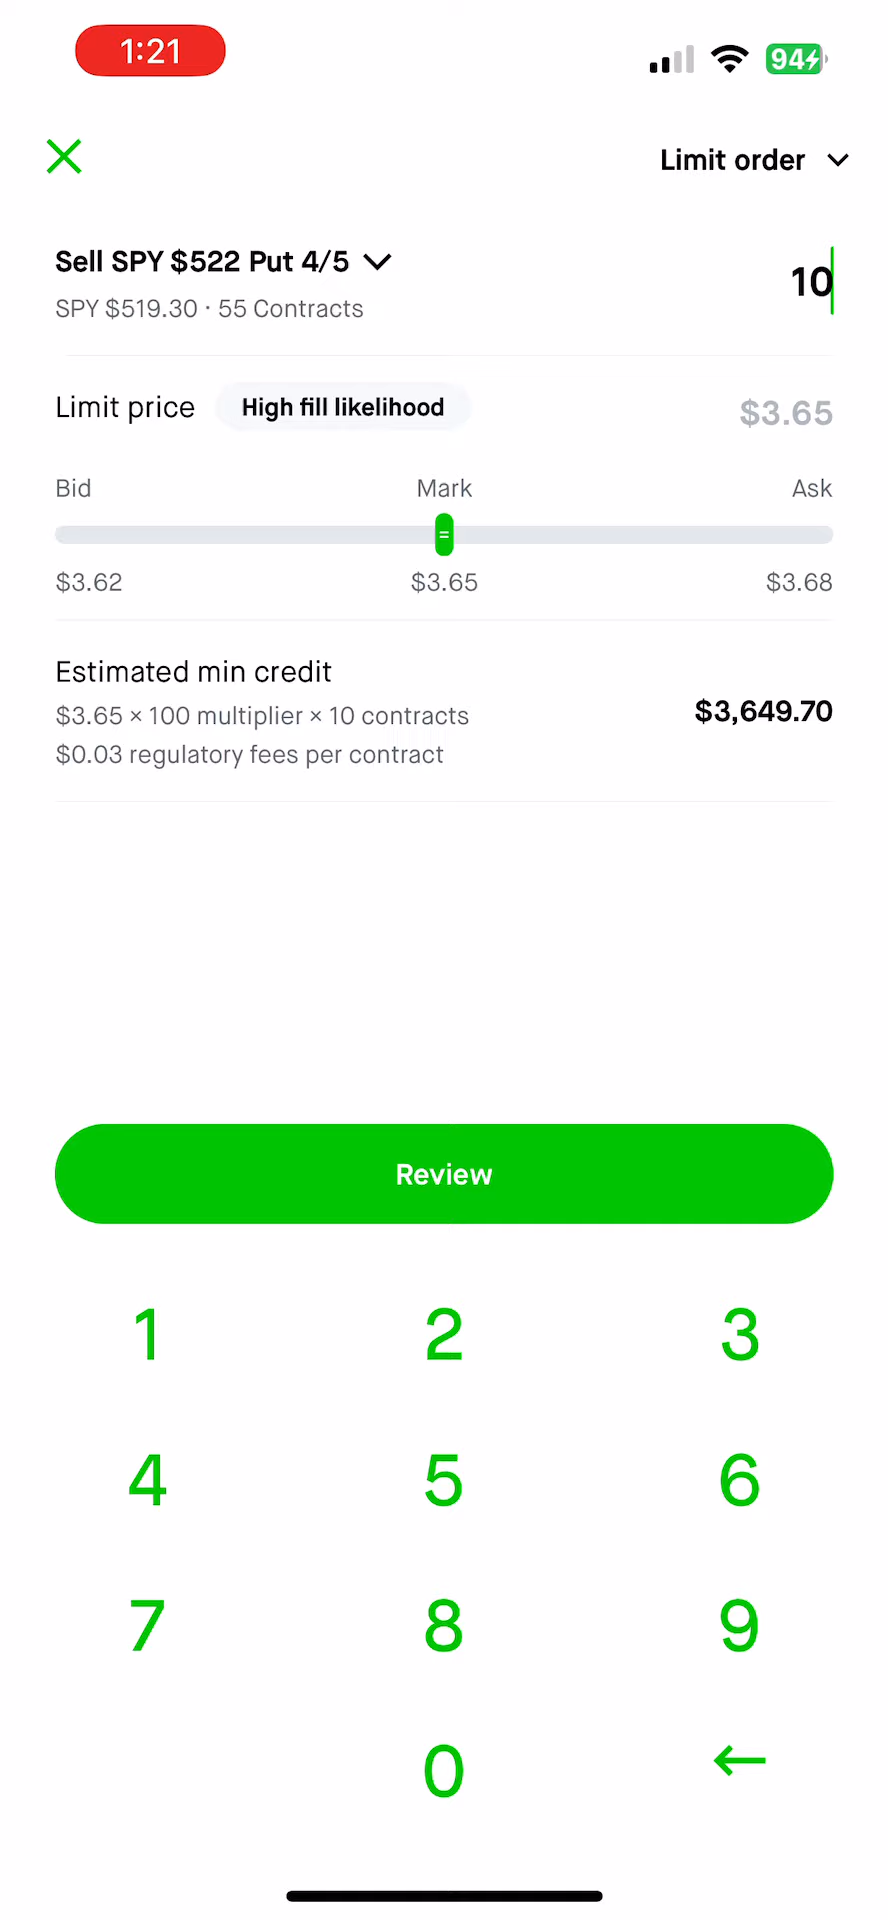 1:21
94
Limit order
Sell SPY $522 Put 4/5
10
SPY $519.30 · 55 Contracts
Limit price
High fill likelihood
$3.65
Bid
Mark
Ask
=
$3.62
$3.65
$3.68
Estimated min credit
$3.65 × 100 multiplier × 10 contracts
$3,649.70
$0.03 regulatory fees per contract
Review
1 2 3
4 5 6
7 8 9
0